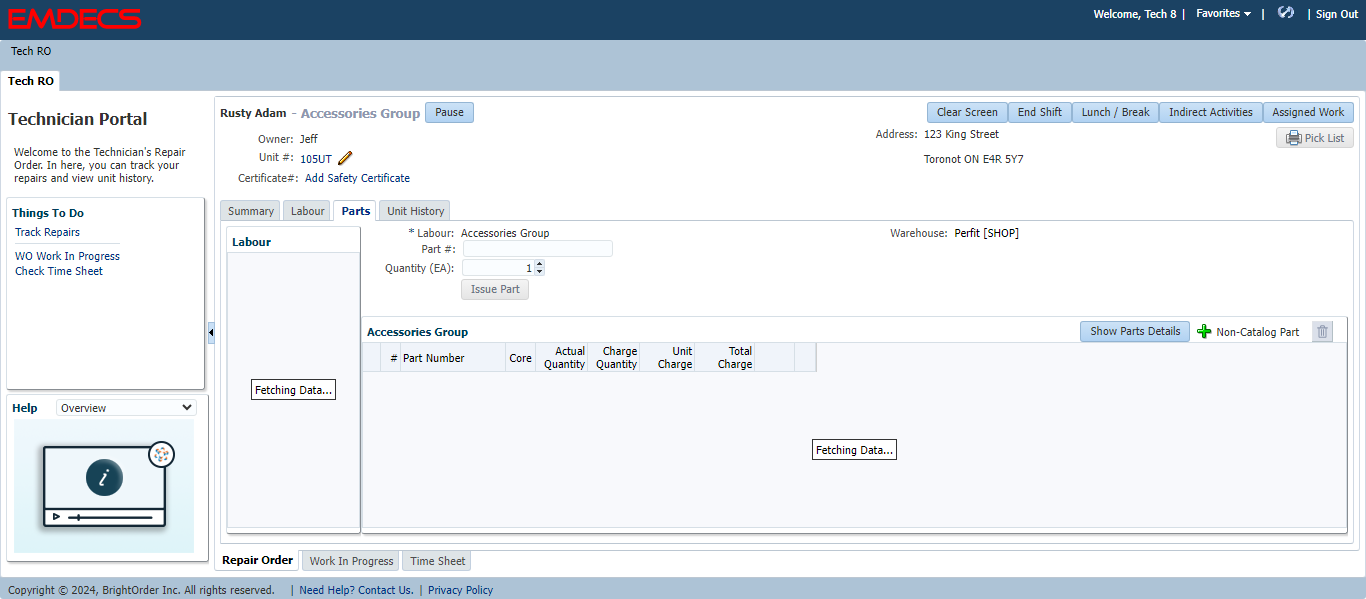 EMDECS
Welcome, Tech 8 | Favorites | | Sign Out
Tech RO
Tech RO
Technician Portal
Welcome to the Technician's Repair
Order. In here, you can track your
repairs and view unit history.
Things To Do
Track Repairs
WO Work In Progress
Check Time Sheet
Help Overview
i
Rusty Adam - Accessories Group Pause
Clear Screen End Shift Lunch / Break Indirect Activities Assigned Work
Owner: Jeff
Address: 123 King Street
Pick List
Unit #: 105UT
Toronot ON E4R 5Y7
Certificate#: Add Safety Certificate
Summary Labour Parts Unit History
Labour
Fetching Data...
* Labour: Accessories Group
Warehouse: Perfit [SHOP]
Part #:
Quantity (EA): 1
Issue Part
Accessories Group
Show Parts Details Non-Catalog Part
# Part Number Core Actual Quantity Charge Quantity Unit Charge Total Charge
Fetching Data...
Repair Order Work In Progress Time Sheet
Copyright © 2024, BrightOrder Inc. All rights reserved. | Need Help? Contact Us. | Privacy Policy